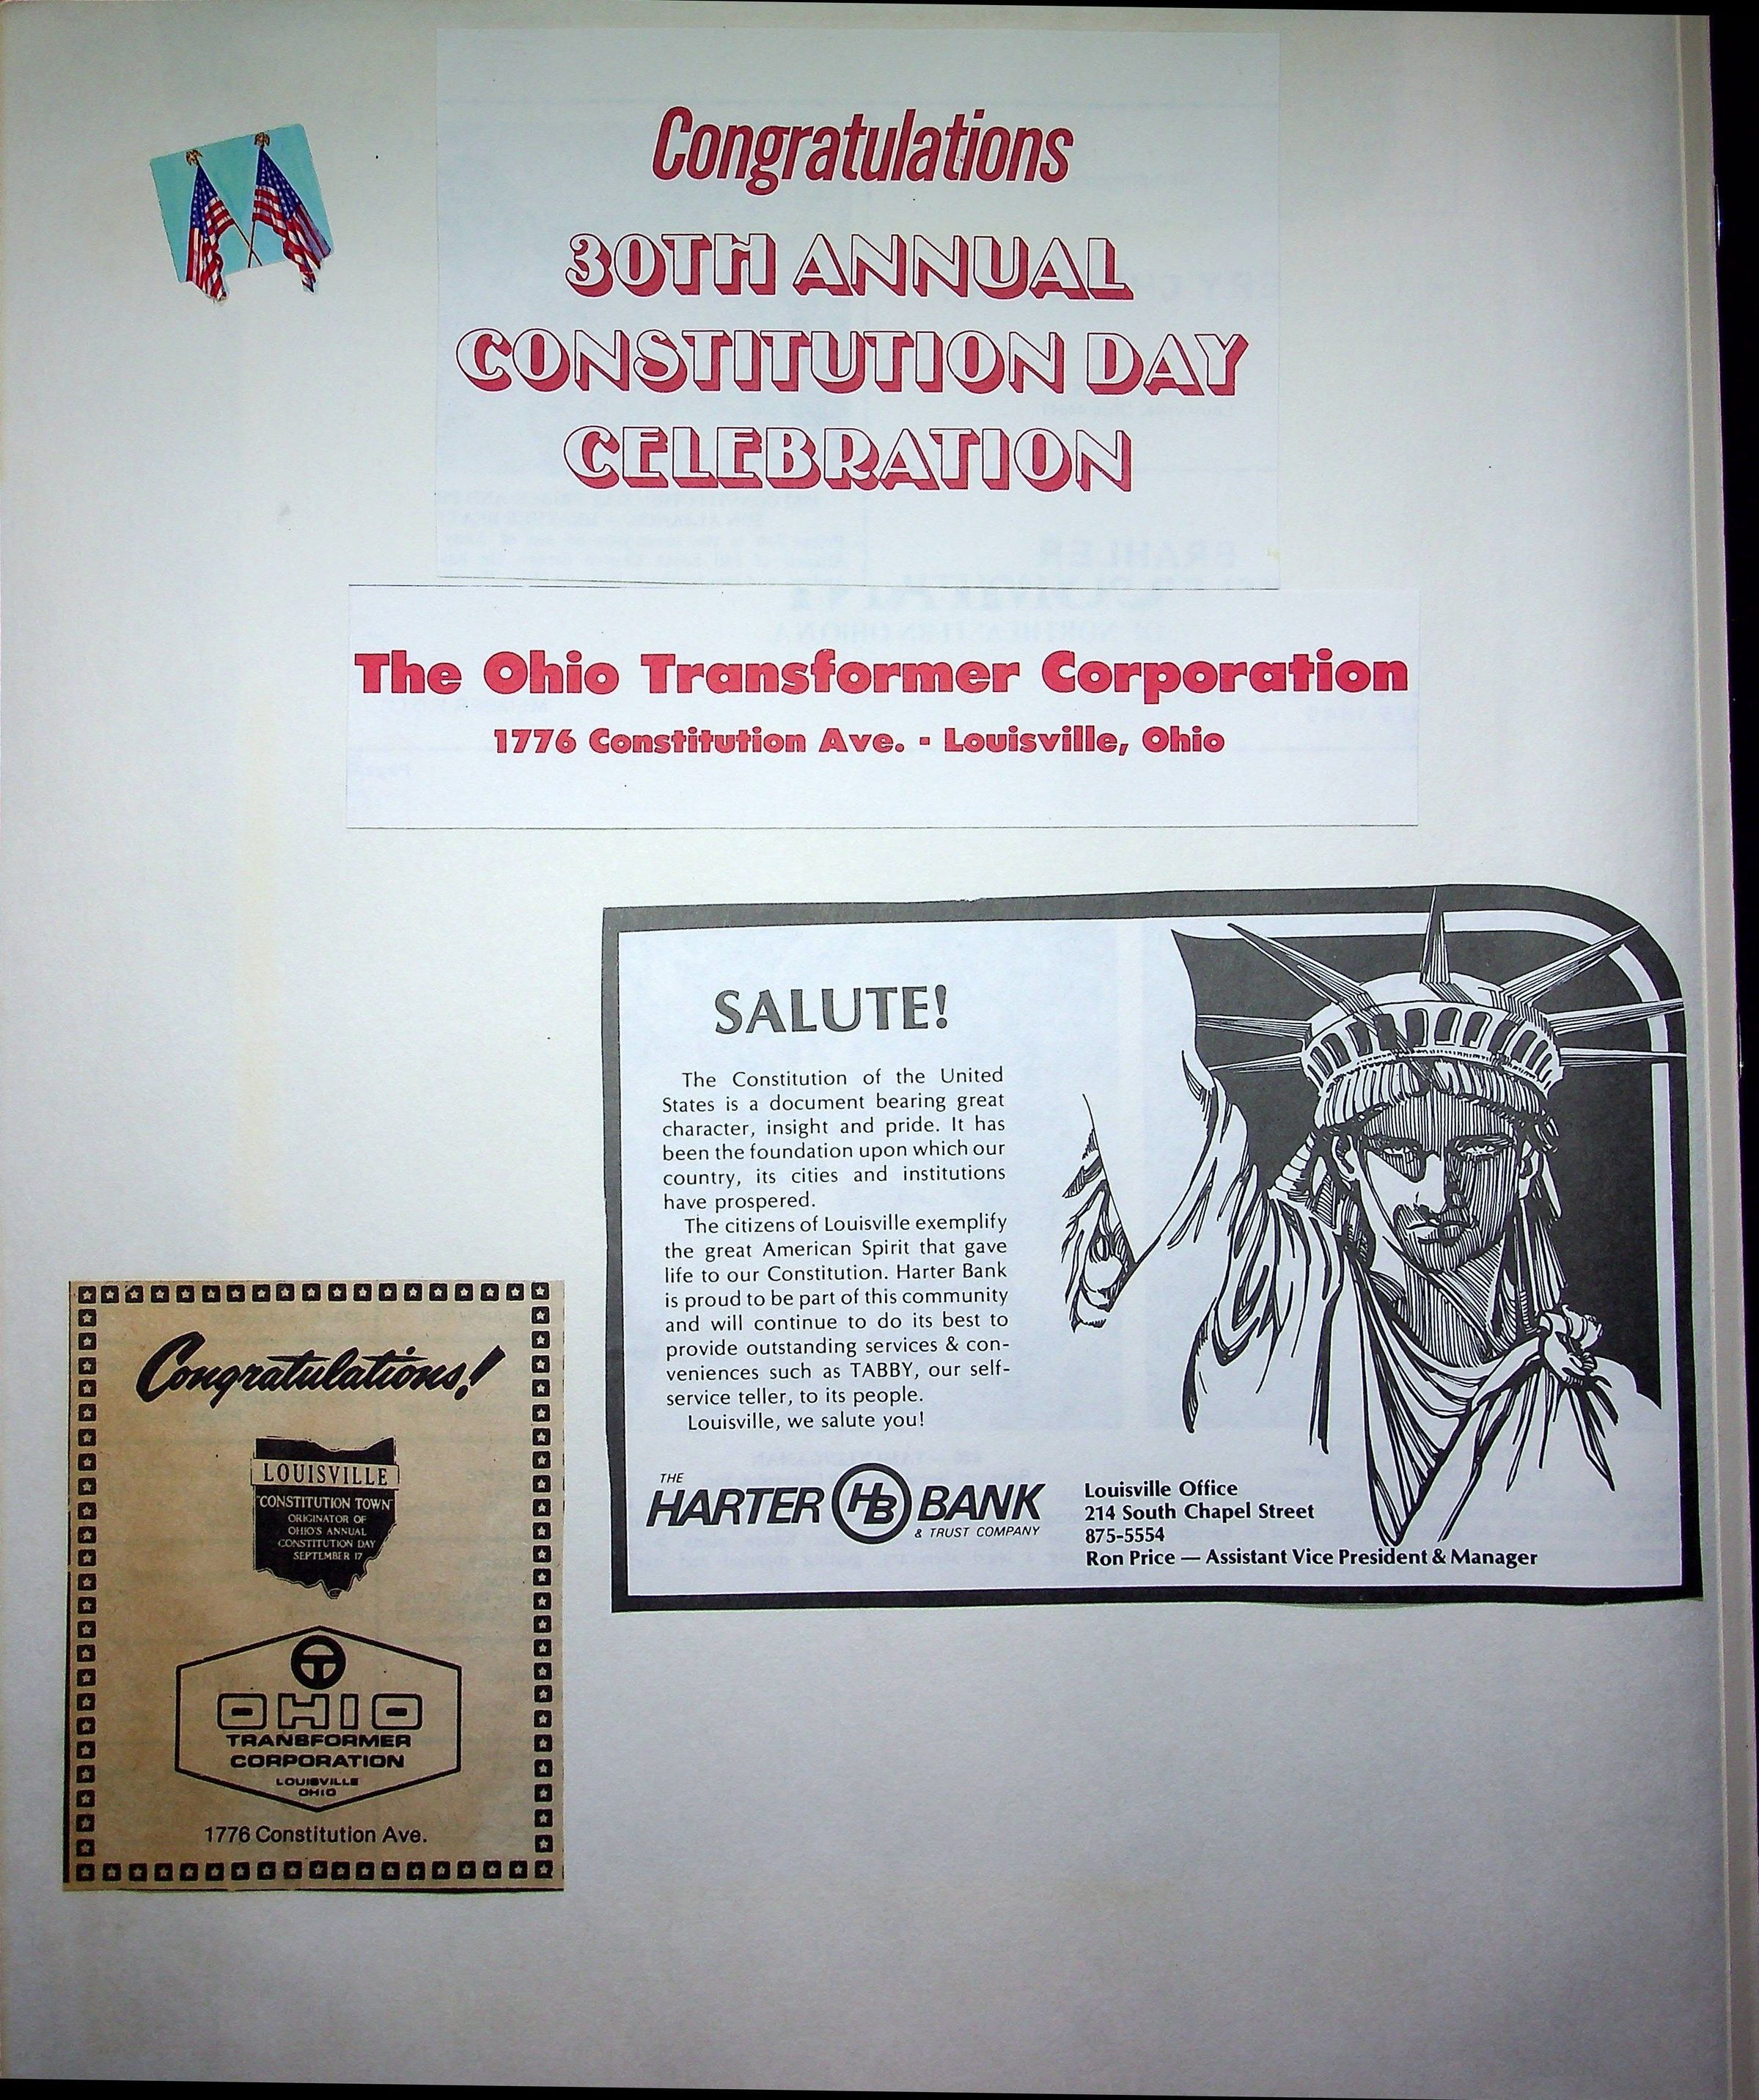 Congratulations
30TH ANNUAL
CONSTITUTION DAY
CELEBRATION
The Ohio Transformer Corporation
1776 Constitution Ave. ▪ Louisville, Ohio
SALUTE!
The Constitution of the United
States is a document bearing great
character, insight and pride. It has
been the foundation upon which our
country, its cities and institutions
have prospered.
The citizens of Louisville exemplify
the great American Spirit that gave
life to our Constitution. Harter Bank
is proud to be part of this community
and will continue to do its best to
provide outstanding services & con-
veniences such as TABBY, our self-
service teller, to its people.
Louisville, we salute you!
THE
HARTER HB BANK
& TRUST COMPANY
Louisville Office
214 South Chapel Street
875-5554
Ron Price — Assistant Vice President & Manager
Congratulations!
LOUISVILLE
"CONSTITUTION TOWN"
ORIGINATOR OF
OHIO'S ANNUAL
CONSTITUTION DAY
SEPTEMBER 17
OHIO
TRANSFORMER
CORPORATION
LOUISVILLE
OHIO
1776 Constitution Ave.